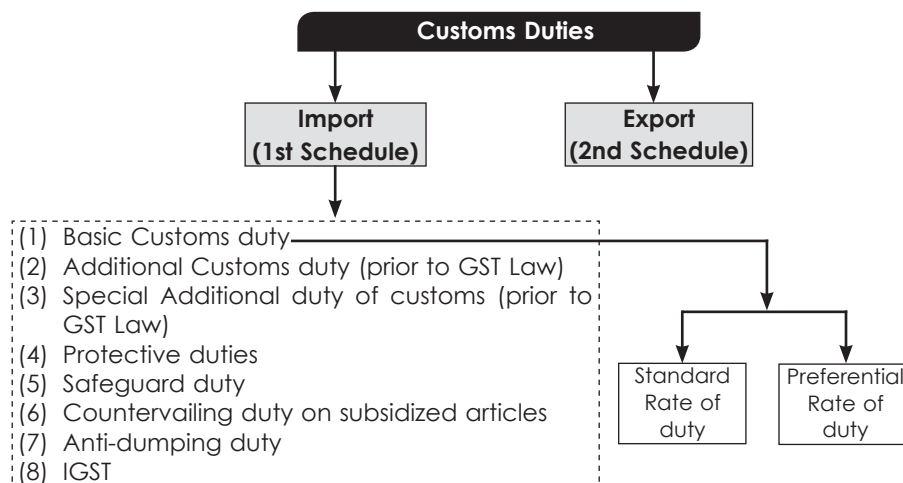 Customs Duties
Import
(1st Schedule)
Export
(2nd Schedule)
(1) Basic Customs duty
(2) Additional Customs duty (prior to GST Law)
(3) Special Additional duty of customs (prior to
GST Law)
(4) Protective duties
(5) Safeguard duty
(6) Countervailing duty on subsidized articles
(7) Anti-dumping duty
(8) IGST
Standard
Rate of
duty
Preferential
Rate of
duty